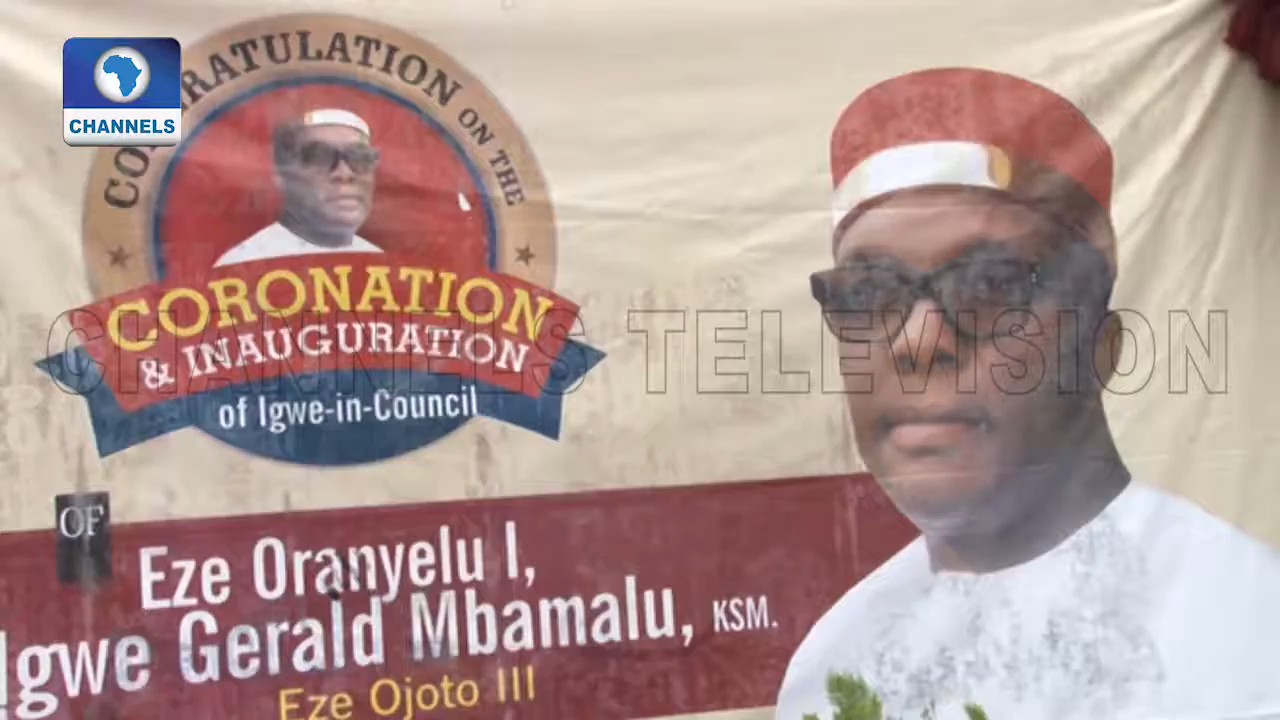 CHANNELS
CONGRATULATION ON THE
CORONATION
& INAUGURATION
of Igwe-in-Council
CHANNELS TELEVISION
OF
Eze Oranyelu I,
Igwe Gerald Mbamalu, KSM.
Eze Ojoto III